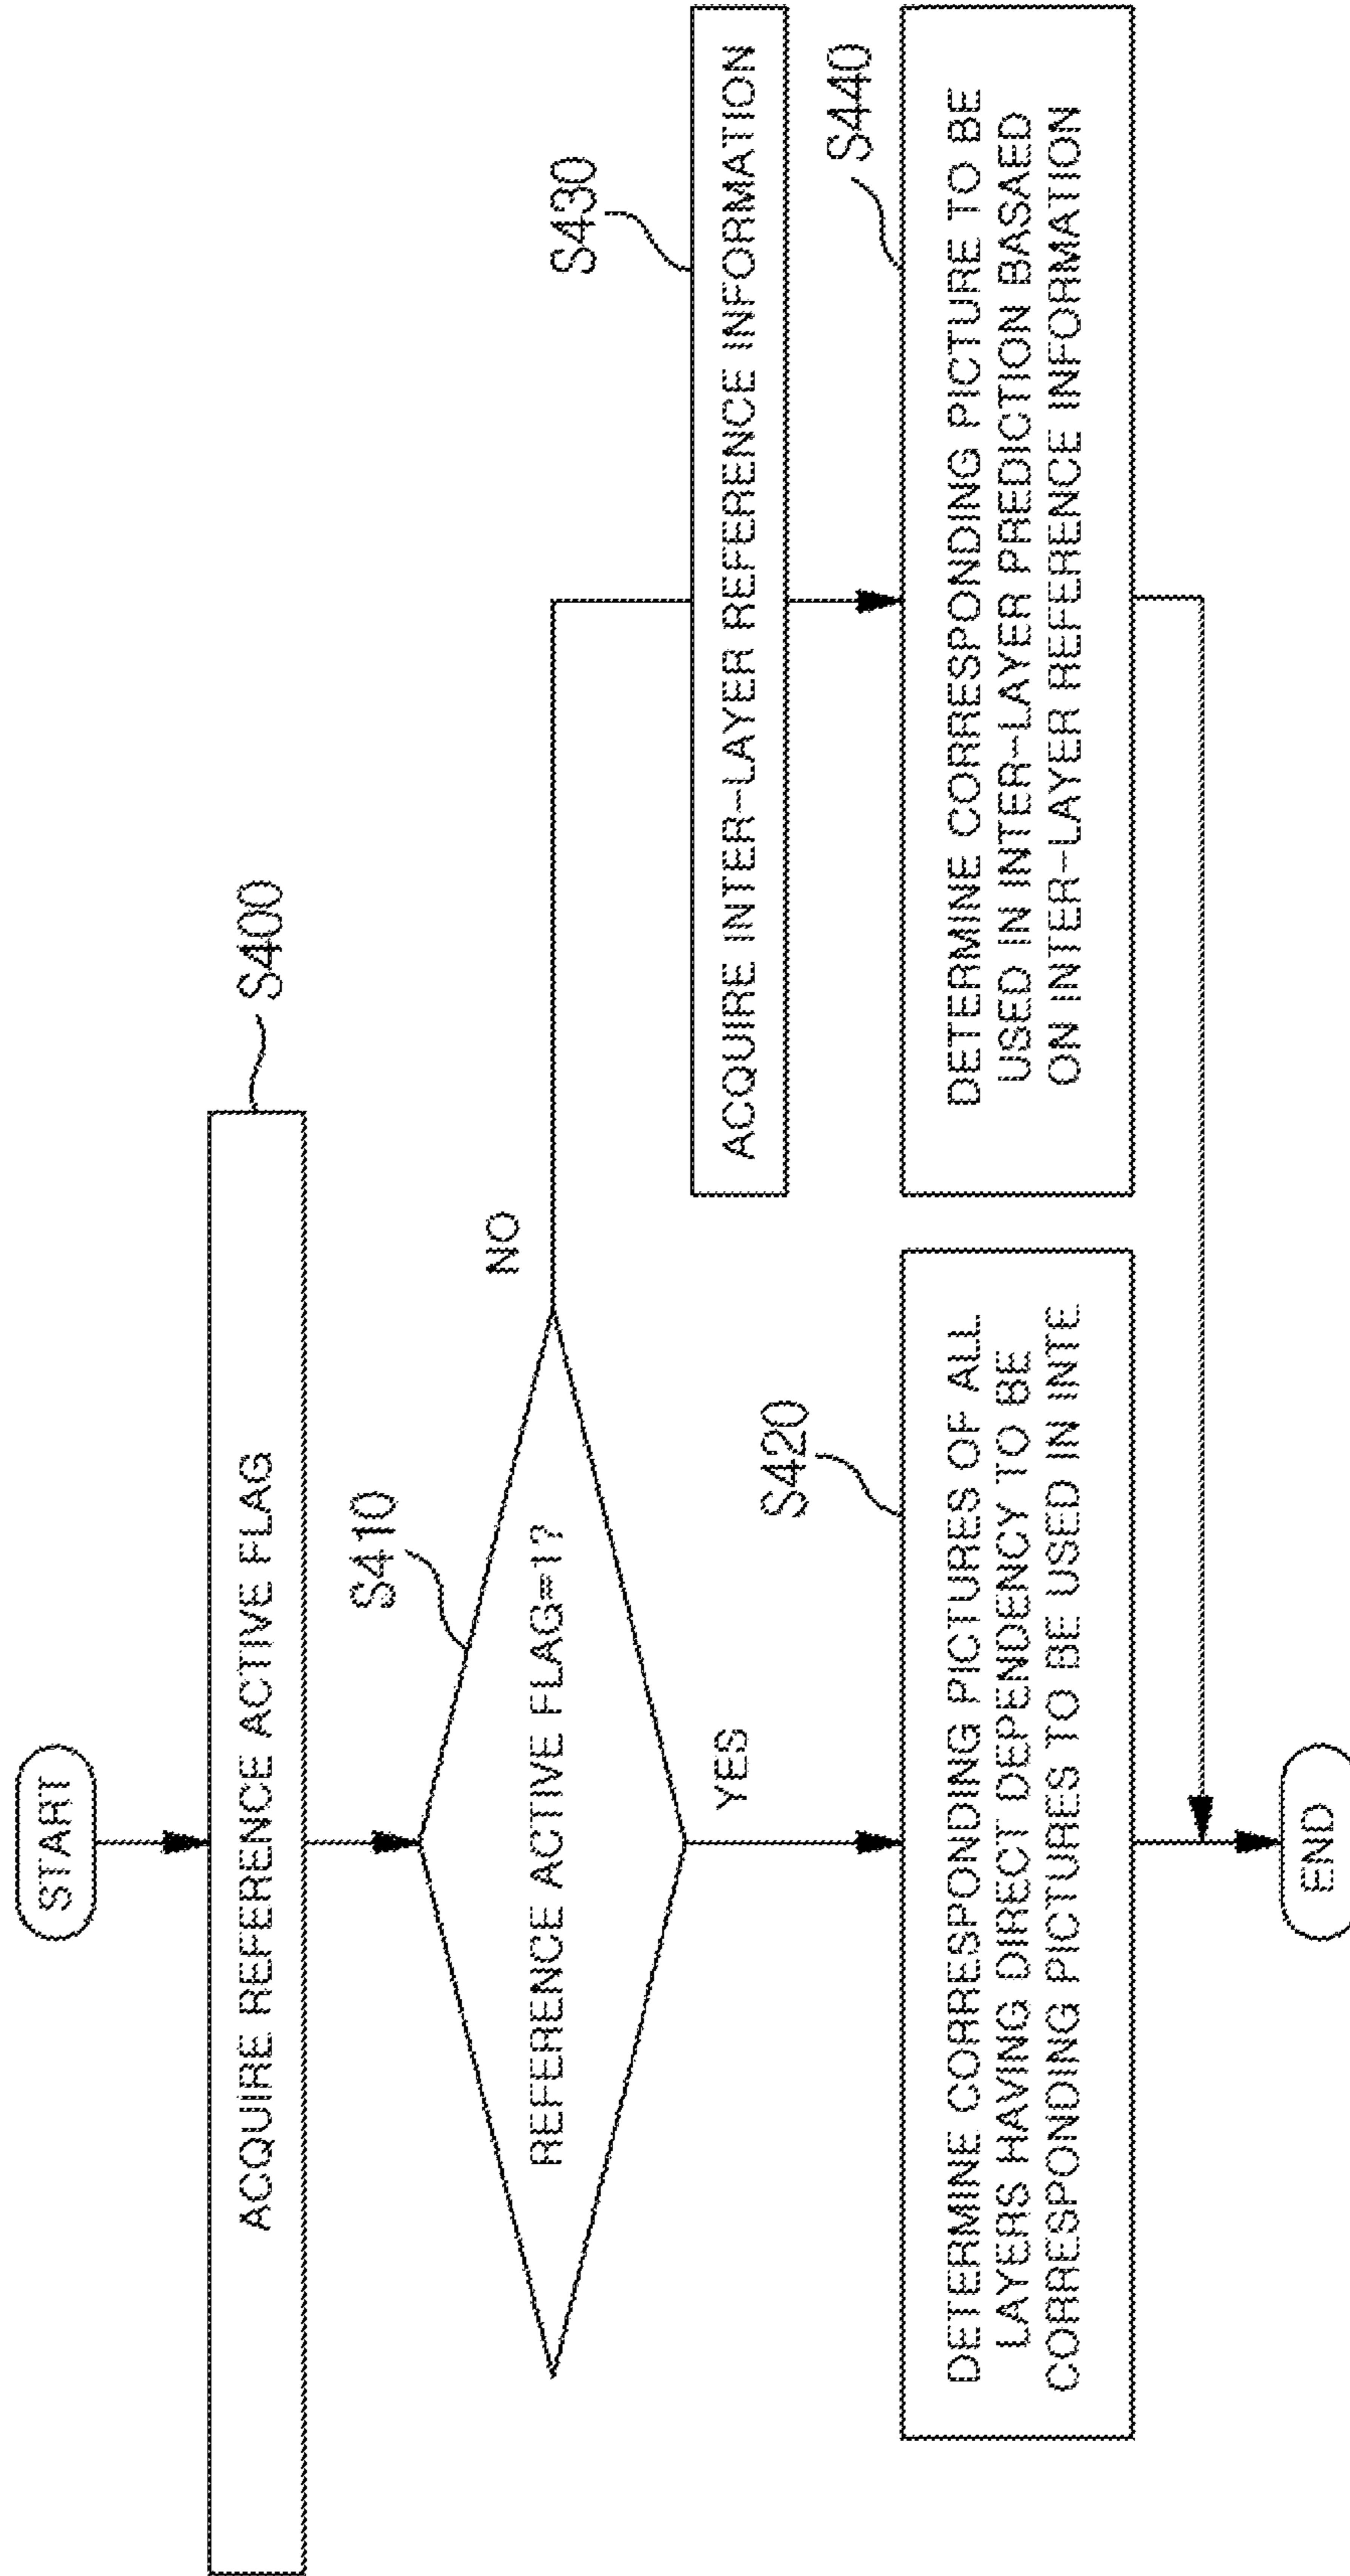 START
ACQUIRE REFERENCE ACTIVE FLAG
S400
REFERENCE ACTIVE FLAG=1?
S410
NO
YES
S420
DETERMINE CORRESPONDING PICTURES OF ALL
LAYERS HAVING DIRECT DEPENDENCY TO BE
CORRESPONDING PICTURES TO BE USED IN INTE
S430
ACQUIRE INTER-LAYER REFERENCE INFORMATION
S440
DETERMINE CORRESPONDING PICTURE TO BE
USED IN INTER-LAYER PREDICTION BASAED
ON INTER-LAYER REFERENCE INFORMATION
END